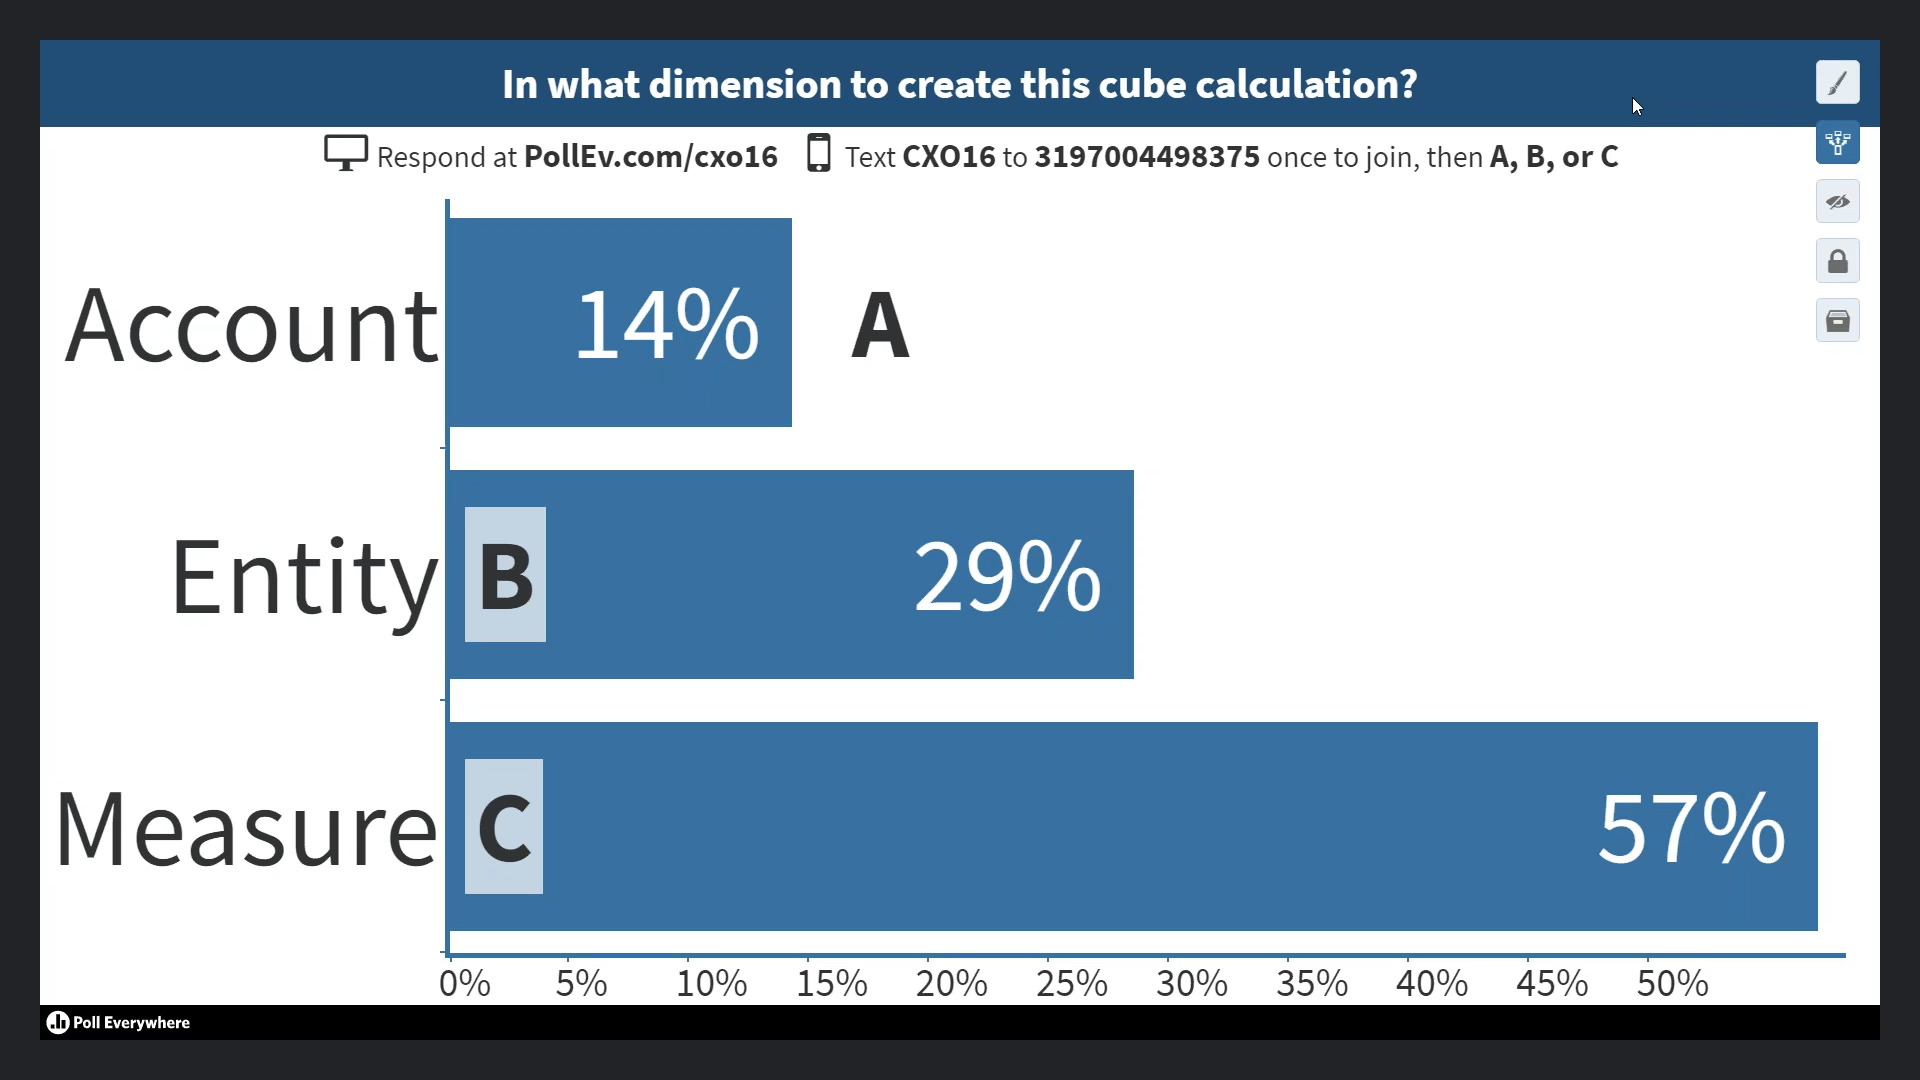 In what dimension to create this cube calculation?
Respond at PollEv.com/cxo16 Text CXO16 to 3197004498375 once to join, then A, B, or C
Account 14% A
Entity B 29%
Measure C 57%
0% 5% 10% 15% 20% 25% 30% 35% 40% 45% 50%
Poll Everywhere